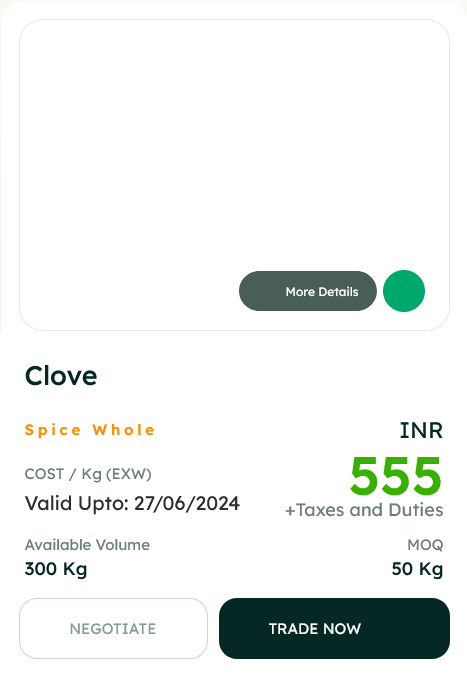 More Details
Clove
Spice Whole
INR
COST / Kg (EXW)
555
Valid Upto: 27/06/2024
+Taxes and Duties
Available Volume
MOQ
300 Kg
50 Kg
NEGOTIATE
TRADE NOW